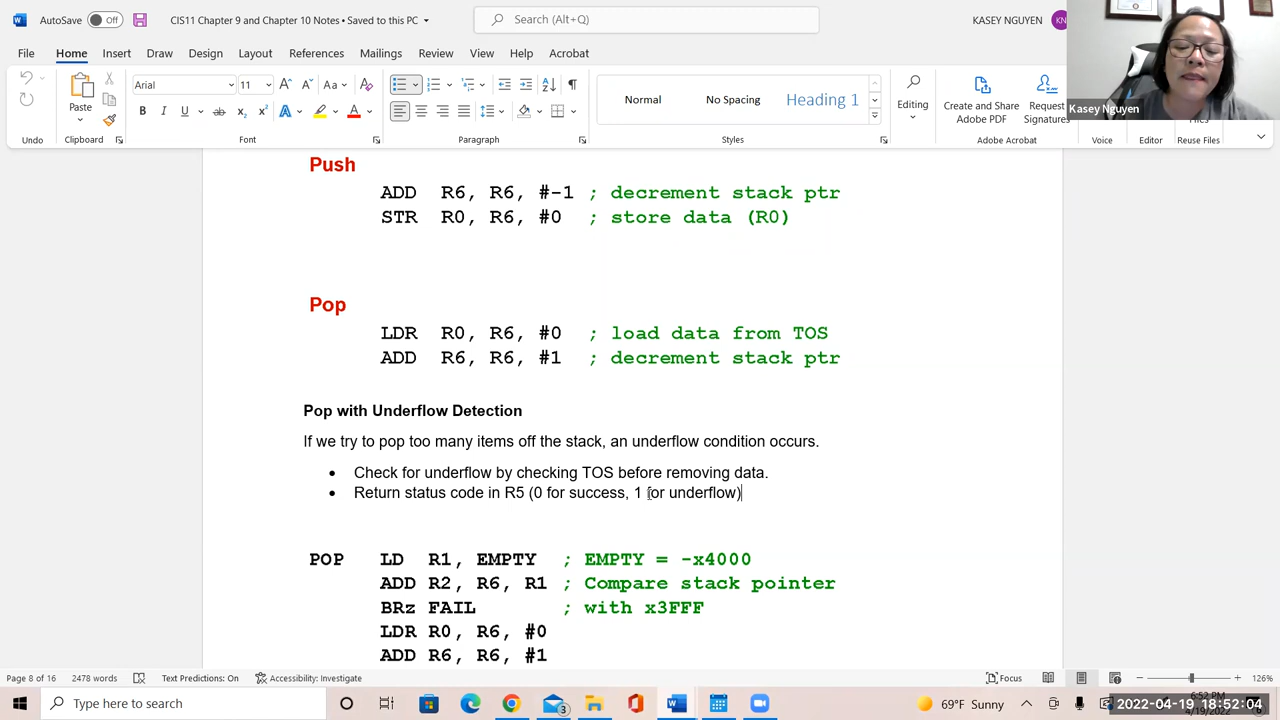 AutoSave Off CIS11 Chapter 9 and Chapter 10 Notes • Saved to this PC Search (Alt+Q) KASEY NGUYEN KN
File Home Insert Draw Design Layout References Mailings Review View Help Acrobat
Paste Arial 11 Aa Normal No Spacing Heading 1 Editing Create and Share Adobe PDF Request Signatures
Undo Clipboard Font Paragraph Styles Adobe Acrobat Voice Editor Reuse Files
Kasey Nguyen
Push
ADD R6, R6, #-1 ; decrement stack ptr
STR R0, R6, #0 ; store data (R0)
Pop
LDR R0, R6, #0 ; load data from TOS
ADD R6, R6, #1 ; decrement stack ptr
Pop with Underflow Detection
If we try to pop too many items off the stack, an underflow condition occurs.
• Check for underflow by checking TOS before removing data.
• Return status code in R5 (0 for success, 1 for underflow)
POP LD R1, EMPTY ; EMPTY = -x4000
ADD R2, R6, R1 ; Compare stack pointer
BRz FAIL ; with x3FFF
LDR R0, R6, #0
ADD R6, R6, #1
Page 8 of 16 2478 words Text Predictions: On Accessibility: Investigate Focus 126%
Type here to search 3 69°F Sunny 6:52 PM
2022-04-19 18:52:04
4/19/2022